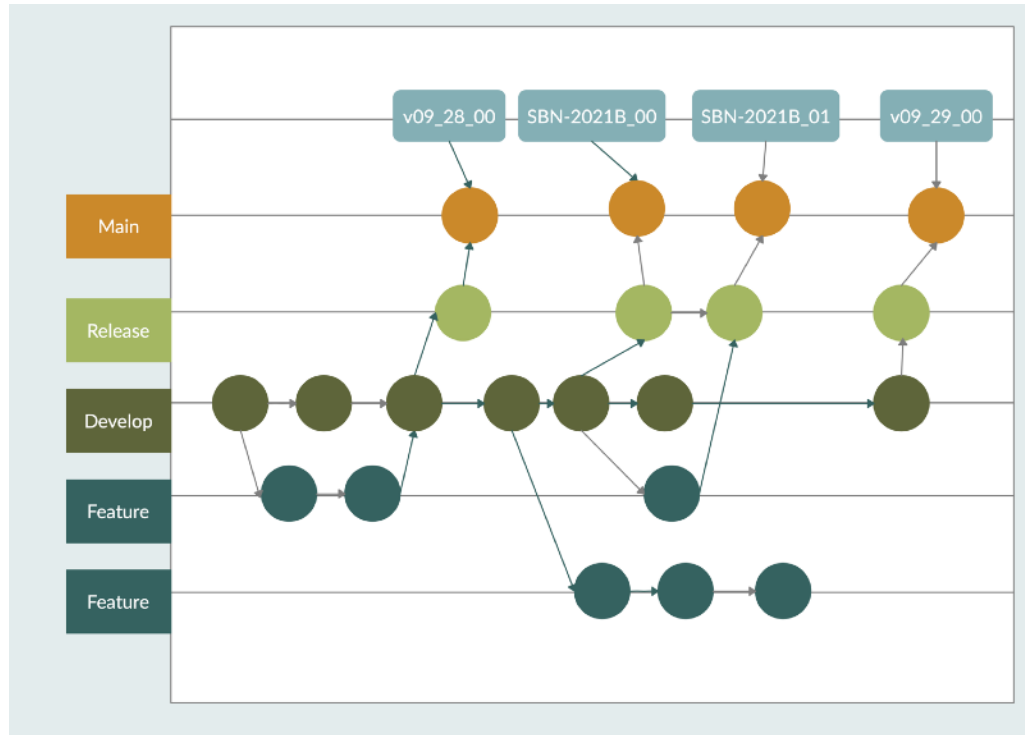 v09_28_00
SBN-2021B_00
SBN-2021B_01
v09_29_00
Main
Release
Develop
Feature
Feature